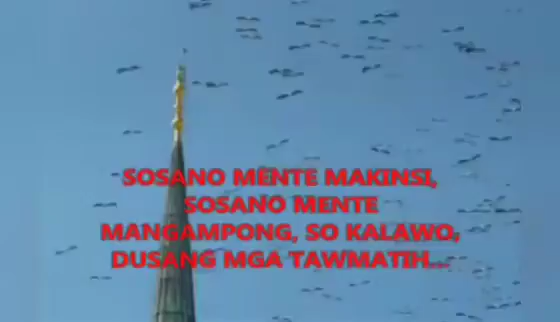 SOSANO MENTE MAKINSI,
SOSANO MENTE
MANGAMPONG, SO KALAWO,
DUSANG MGA TAWMATIH...